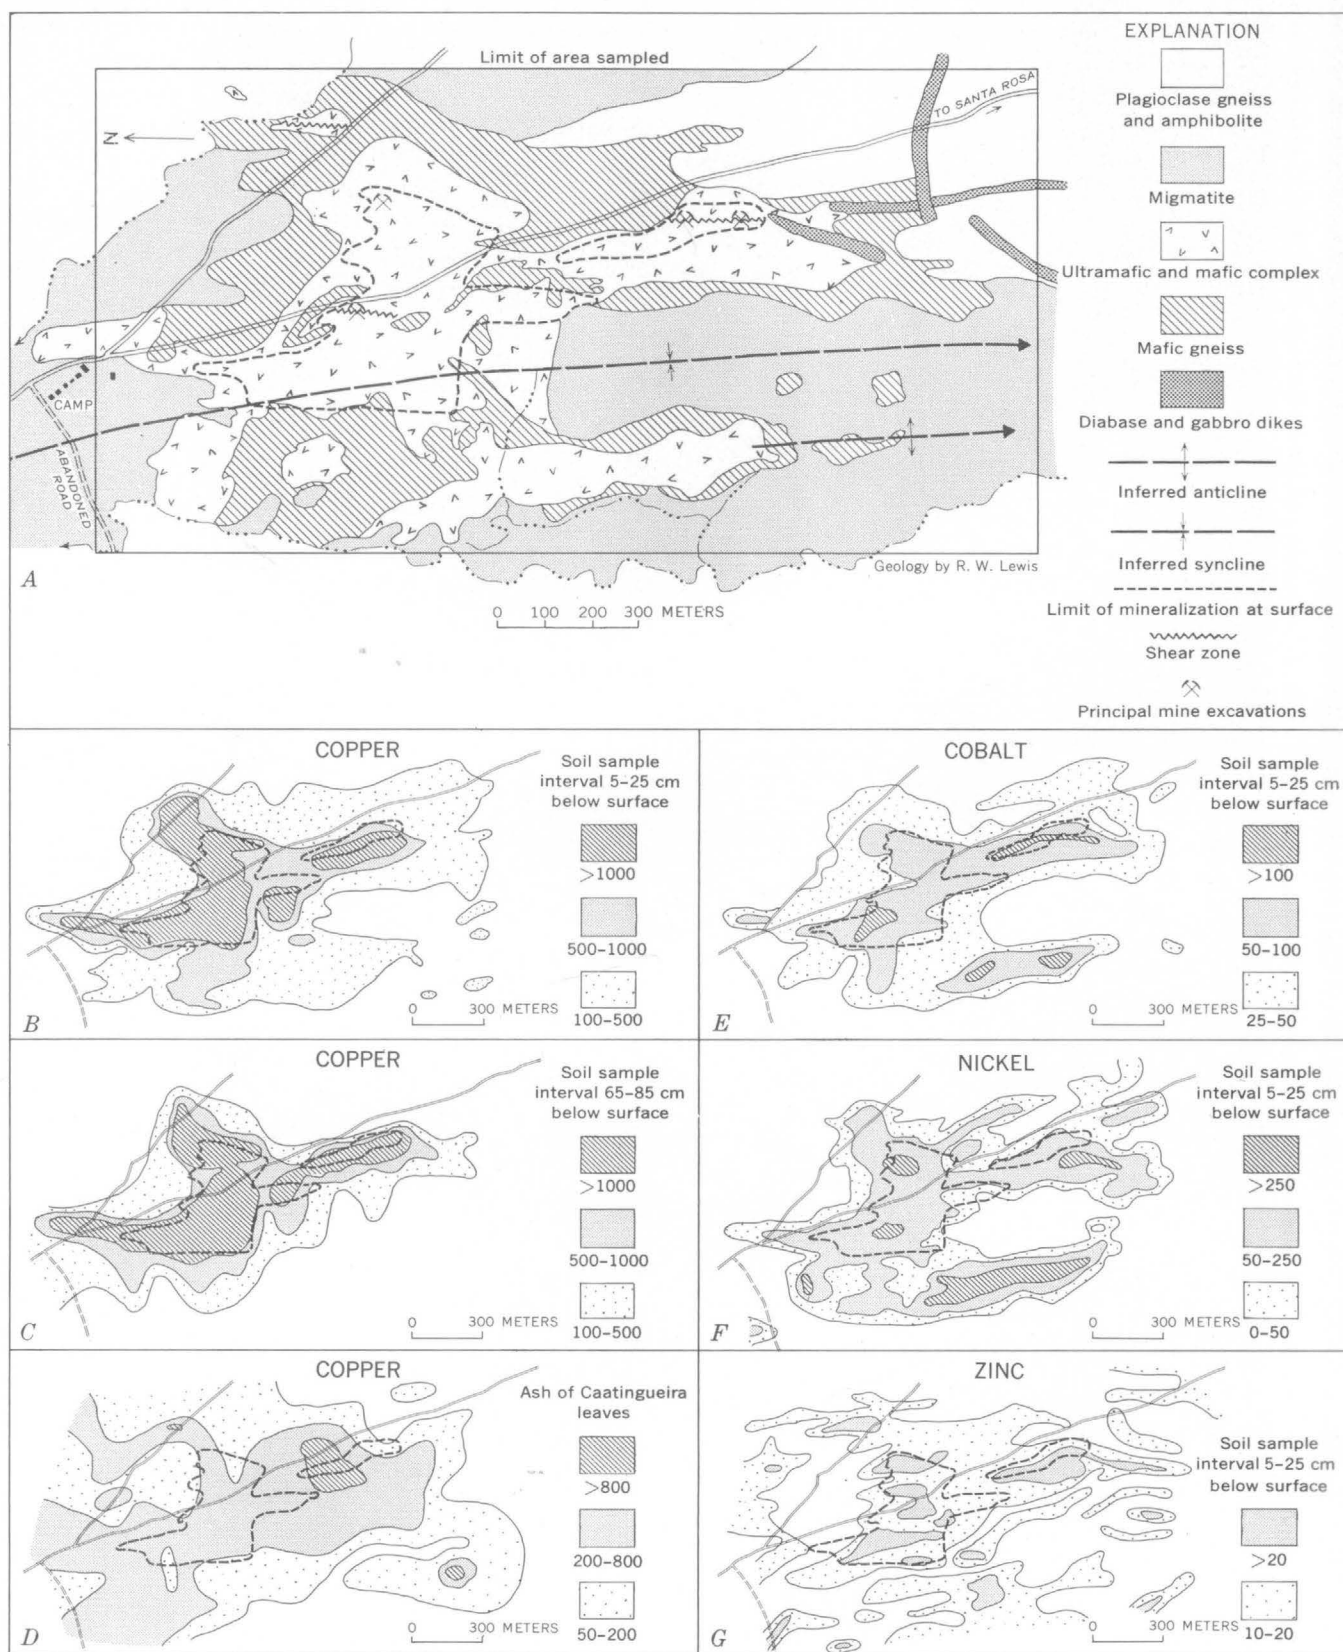 Limit of area sampled
N
TO SANTA ROSA
CAMP
ABANDONED
ROAD
Geology by R. W. Lewis
A
0 100 200 300 METERS
EXPLANATION
Plagioclase gneiss
and amphibolite
Migmatite
Ultramafic and mafic complex
Mafic gneiss
Diabase and gabbro dikes
Inferred anticline
Inferred syncline
Limit of mineralization at surface
Shear zone
Principal mine excavations
COPPER
Soil sample
interval 5–25 cm
below surface
>1000
500–1000
100–500
0 300 METERS
B
COBALT
Soil sample
interval 5–25 cm
below surface
>100
50–100
25–50
0 300 METERS
E
COPPER
Soil sample
interval 65–85 cm
below surface
>1000
500–1000
100–500
0 300 METERS
C
NICKEL
Soil sample
interval 5–25 cm
below surface
>250
50–250
0–50
0 300 METERS
F
COPPER
Ash of Caatingueira
leaves
>800
200–800
50–200
0 300 METERS
D
ZINC
Soil sample
interval 5–25 cm
below surface
>20
10–20
0 300 METERS
G